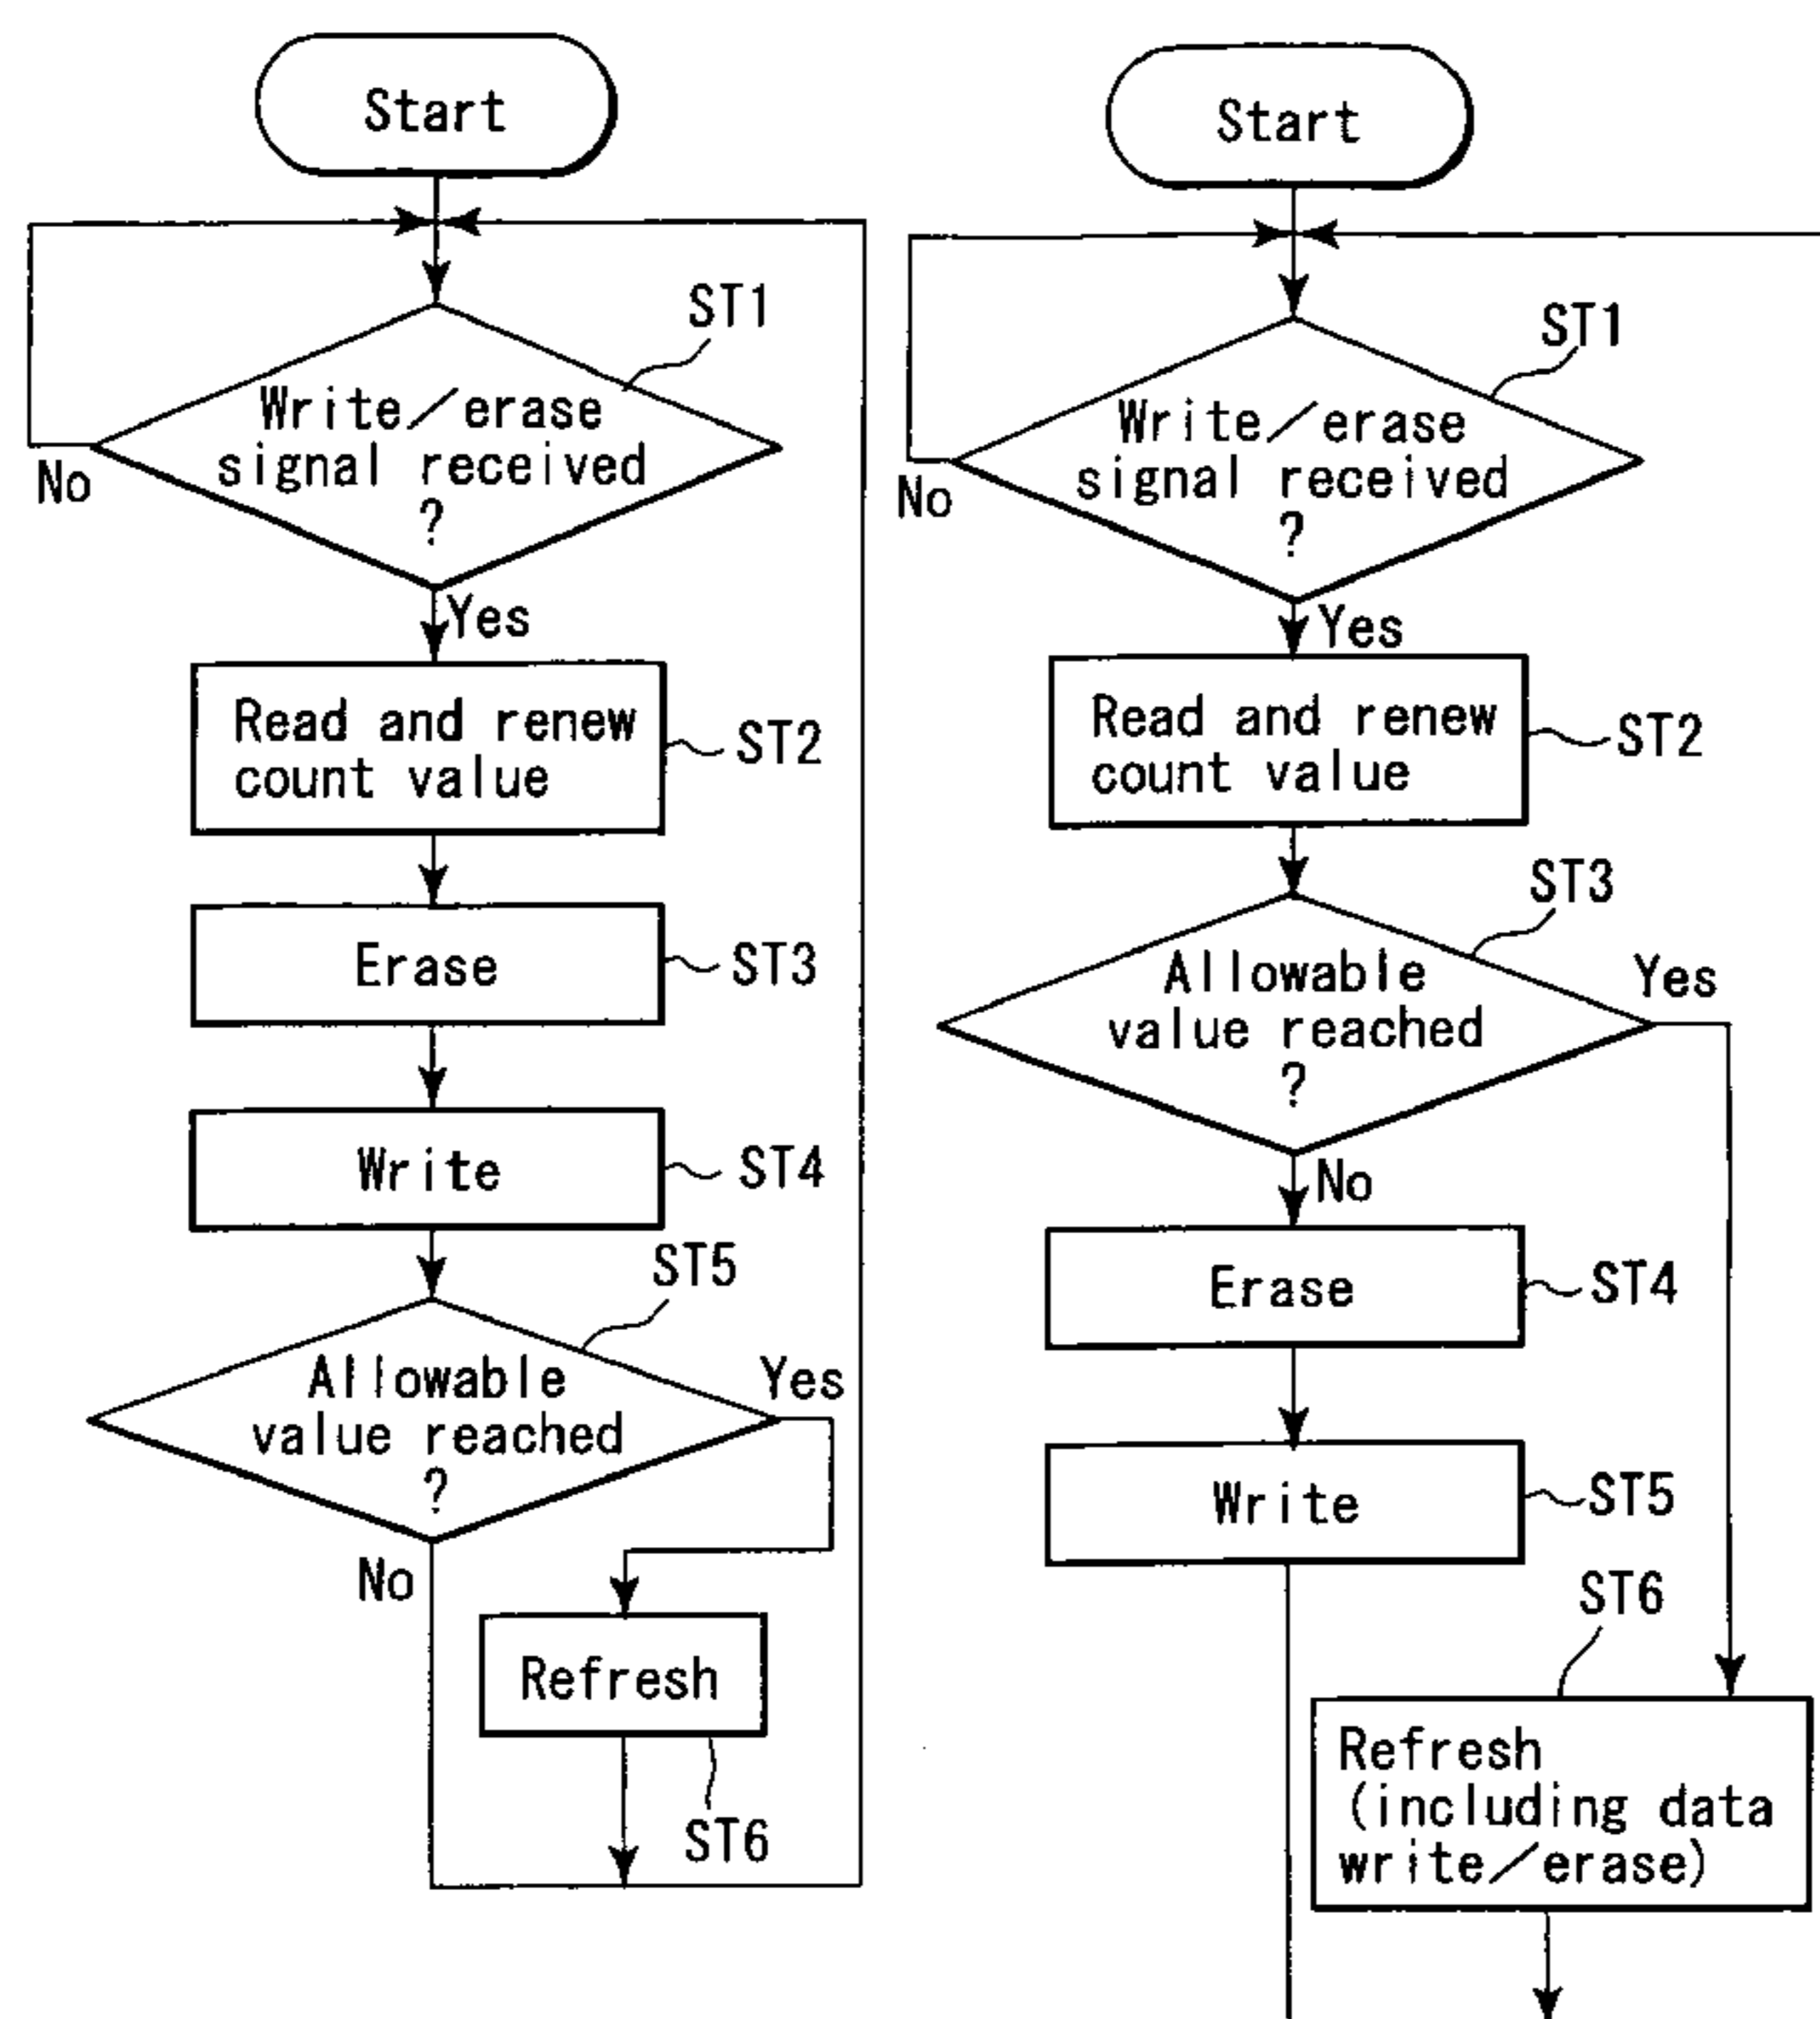 Start
ST1
Write/erase
signal received
?
No
Yes
Read and renew
count value
ST2
Erase
ST3
Write
ST4
ST5
Allowable
value reached
?
Yes
No
Refresh
ST6
Start
ST1
Write/erase
signal received
?
No
Yes
Read and renew
count value
ST2
ST3
Allowable
value reached
?
Yes
No
Erase
ST4
Write
ST5
ST6
Refresh
(including data
write/erase)